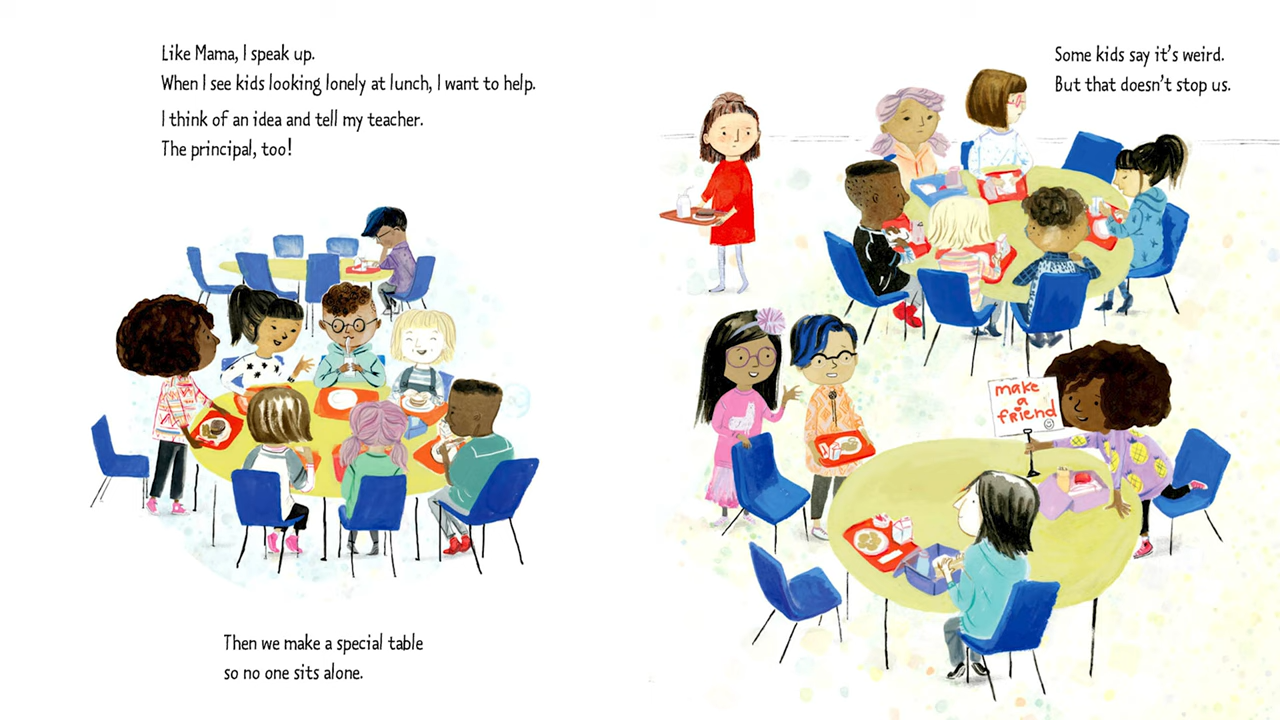 Like Mama, I speak up.
When I see kids looking lonely at lunch, I want to help.
I think of an idea and tell my teacher.
The principal, too!
Then we make a special table
so no one sits alone.
Some kids say it's weird.
But that doesn't stop us.
make
a
friend